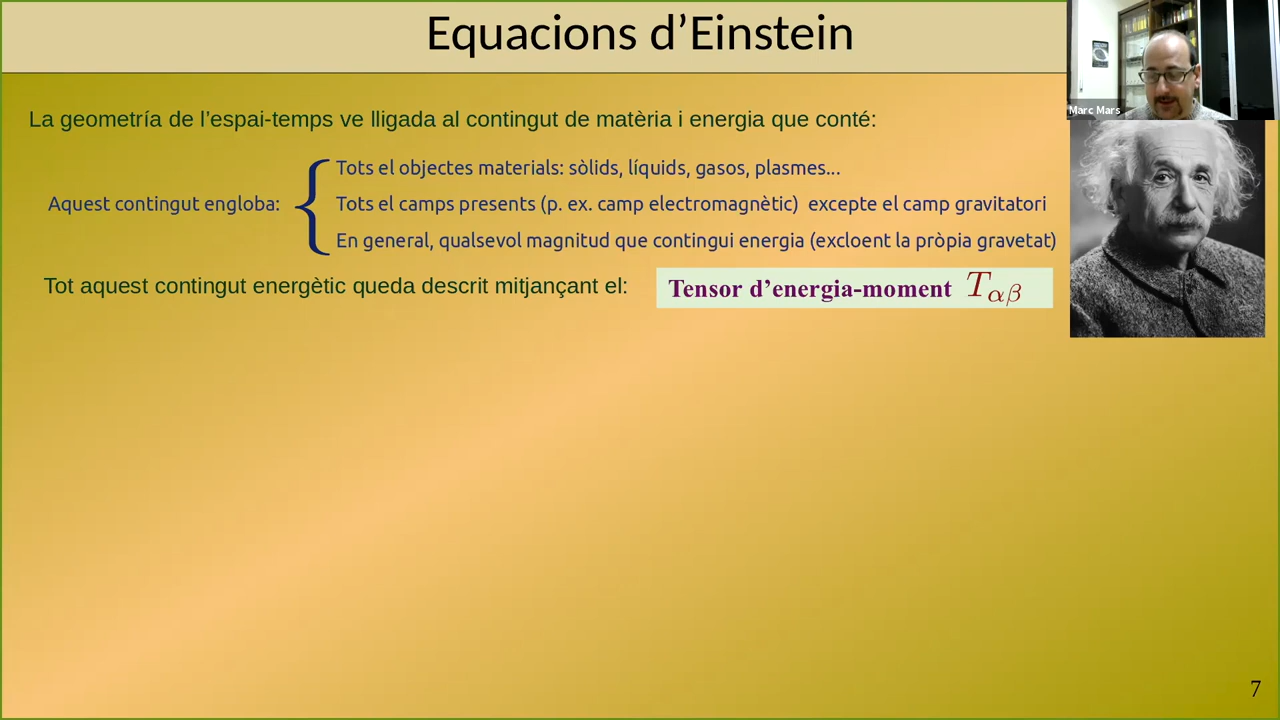 Equacions d’Einstein
Marc Mars
La geometría de l’espai-temps ve lligada al contingut de matèria i energia que conté:
Aquest contingut engloba:
Tots el objectes materials: sòlids, líquids, gasos, plasmes...
Tots el camps presents (p. ex. camp electromagnètic) excepte el camp gravitatori
En general, qualsevol magnitud que contingui energia (excloent la pròpia gravetat)
Tot aquest contingut energètic queda descrit mitjançant el:
Tensor d’energia-moment T_{αβ}
7